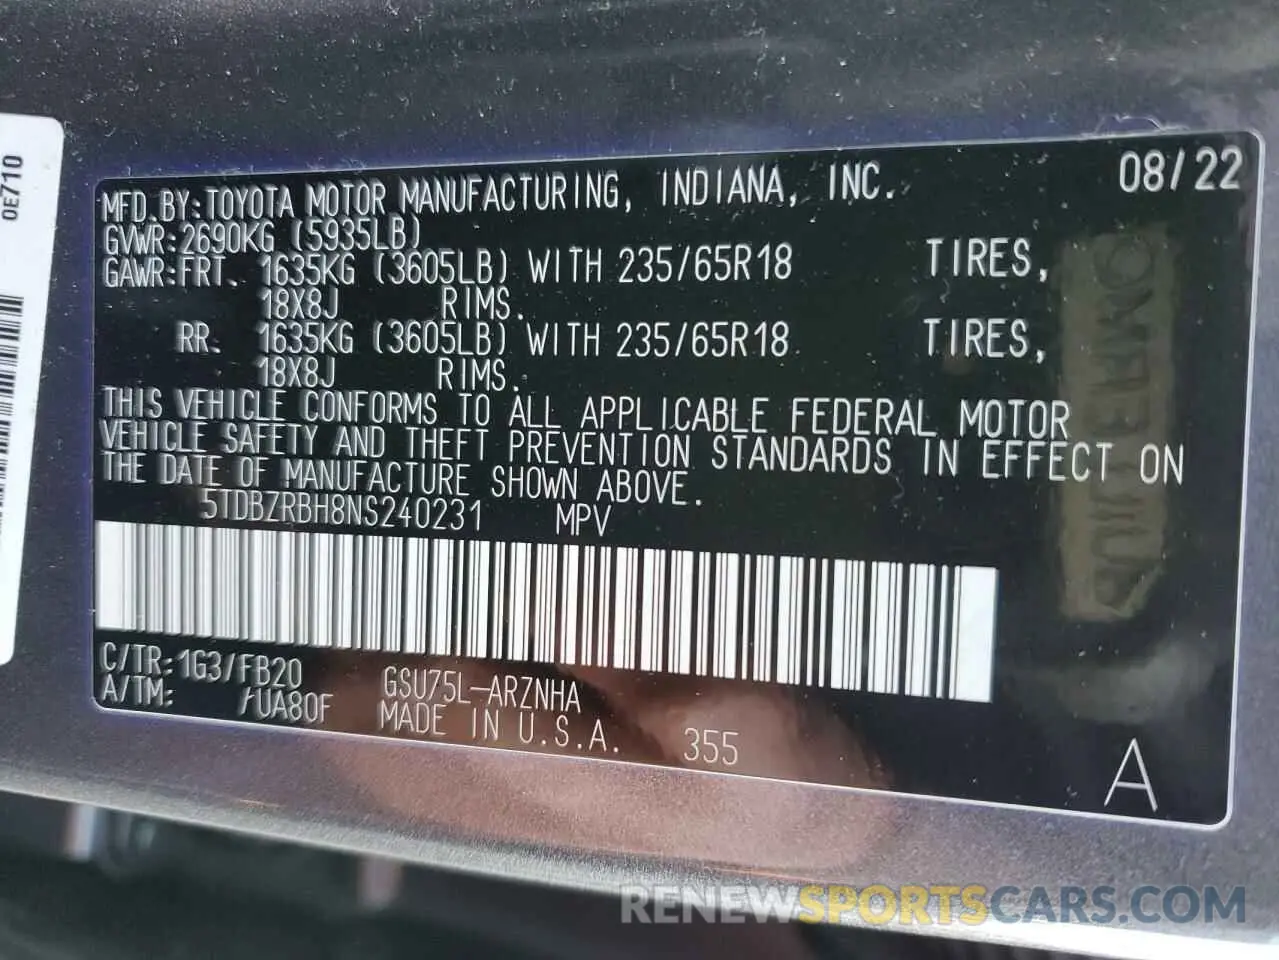 0E710
MFD.BY:TOYOTA MOTOR MANUFACTURING, INDIANA, INC. 08/22
GVWR:2690KG (5935LB)
GAWR:FRT. 1635KG (3605LB) WITH 235/65R18 TIRES,
18X8J RIMS.
RR. 1635KG (3605LB) WITH 235/65R18 TIRES,
18X8J RIMS.
THIS VEHICLE CONFORMS TO ALL APPLICABLE FEDERAL MOTOR
VEHICLE SAFETY AND THEFT PREVENTION STANDARDS IN EFFECT ON
THE DATE OF MANUFACTURE SHOWN ABOVE.
5TDBZRBH8NS240231 MPV
C/TR:1G3/FB20 GSU75L-ARZNHA
A/TM: /UA80F MADE IN U.S.A. 355
A
RENEWSPORTSCARS.COM